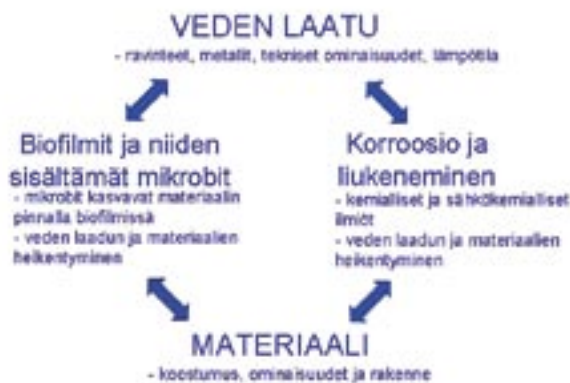 VEDEN LAATU
- ravinteet, metallit, tekniset ominaisuudet, lämpötila
Biofilmit ja niiden
sisältämät mikrobit
- mikrobit kasvavat materiaalin
pinnalla biofilmissä
- veden laadun ja materiaalien
heikentyminen
Korroosio ja
liukeneminen
- kemialliset ja sähkökemialliset
ilmiöt
- veden laadun ja materiaalien
heikentyminen
MATERIAALI
- koostumus, ominaisuudet ja rakenne